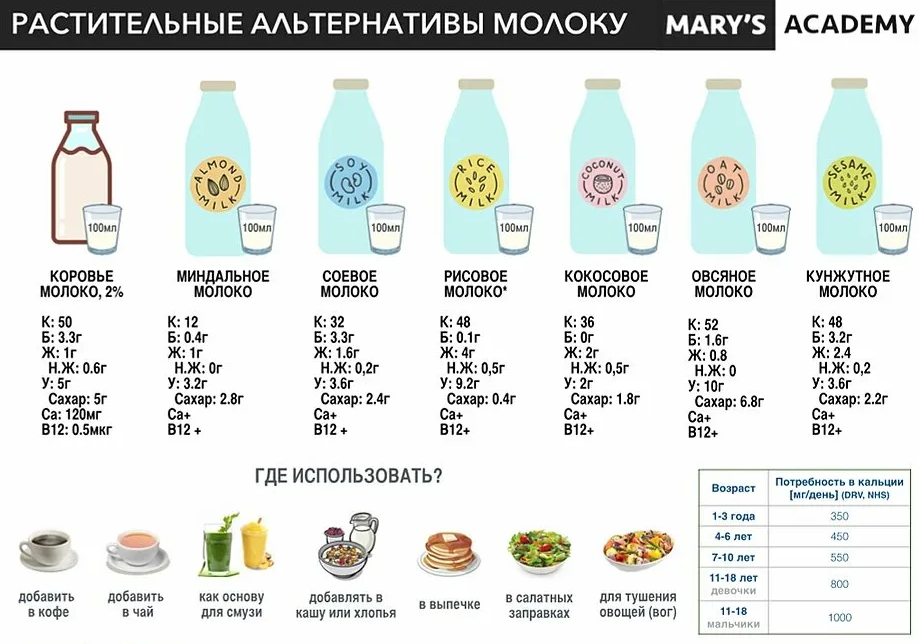 РАСТИТЕЛЬНЫЕ АЛЬТЕРНАТИВЫ МОЛОКУ
MARY'S ACADEMY
ALMOND MILK
SOY MILK
RICE MILK
COCONUT MILK
OAT MILK
SESAME MILK
100мл
100мл
100мл
100мл
100мл
100мл
100мл
КОРОВЬЕ
МОЛОКО, 2%
К: 50
Б: 3.3г
Ж: 1г
Н.Ж: 0.6г
У: 5г
Сахар: 5г
Ca: 120мг
B12: 0.5мкг
МИНДАЛЬНОЕ
МОЛОКО
К: 12
Б: 0.4г
Ж: 1г
Н.Ж: 0г
У: 3.2г
Сахар: 2.8г
Ca+
B12 +
СОЕВОЕ
МОЛОКО
К: 32
Б: 3.3г
Ж: 1.6г
Н.Ж: 0,2г
У: 3.6г
Сахар: 2.4г
Ca+
B12 +
РИСОВОЕ
МОЛОКО*
К: 48
Б: 0.1г
Ж: 4г
Н.Ж: 0,5г
У: 9.2г
Сахар: 0.4г
Ca+
B12+
КОКОСОВОЕ
МОЛОКО
К: 36
Б: 0г
Ж: 2г
Н.Ж: 0,5г
У: 2г
Сахар: 1.8г
Ca+
B12+
ОВСЯНОЕ
МОЛОКО
К: 52
Б: 1.6г
Ж: 0.8
Н.Ж: 0
У: 10г
Сахар: 6.8г
Ca+
B12+
КУНЖУТНОЕ
МОЛОКО
К: 48
Б: 3.2г
Ж: 2.4
Н.Ж: 0,2
У: 3.6г
Сахар: 2.2г
Ca+
B12+
ГДЕ ИСПОЛЬЗОВАТЬ?
добавить
в кофе
добавить
в чай
как основу
для смузи
добавлять в
кашу или хлопья
в выпечке
в салатных
заправках
для тушения
овощей (вог)
Возраст
Потребность в кальции
[мг/день] (DRV, NHS)
1-3 года 350
4-6 лет 450
7-10 лет 550
11-18 лет
девочки 800
11-18
мальчики 1000